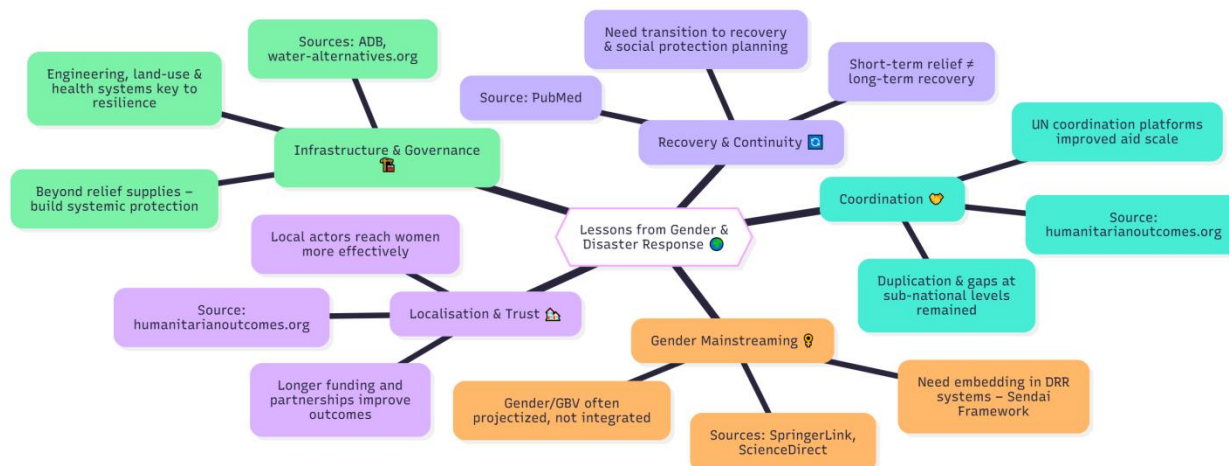 Lessons from Gender &
Disaster Response 🌍
Infrastructure & Governance
🏗️
Sources: ADB,
water-alternatives.org
Engineering, land-use &
health systems key to
resilience
Beyond relief supplies –
build systemic protection
Recovery & Continuity 🔄
Need transition to recovery
& social protection planning
Source: PubMed
Short-term relief ≠
long-term recovery
Coordination 🤝
UN coordination platforms
improved aid scale
Source:
humanitarianoutcomes.org
Duplication & gaps at
sub-national levels
remained
Localisation & Trust 🏡
Local actors reach women
more effectively
Source:
humanitarianoutcomes.org
Longer funding and
partnerships improve
outcomes
Gender Mainstreaming ♀
Gender/GBV often
projectized, not integrated
Sources: SpringerLink,
ScienceDirect
Need embedding in DRR
systems – Sendai
Framework